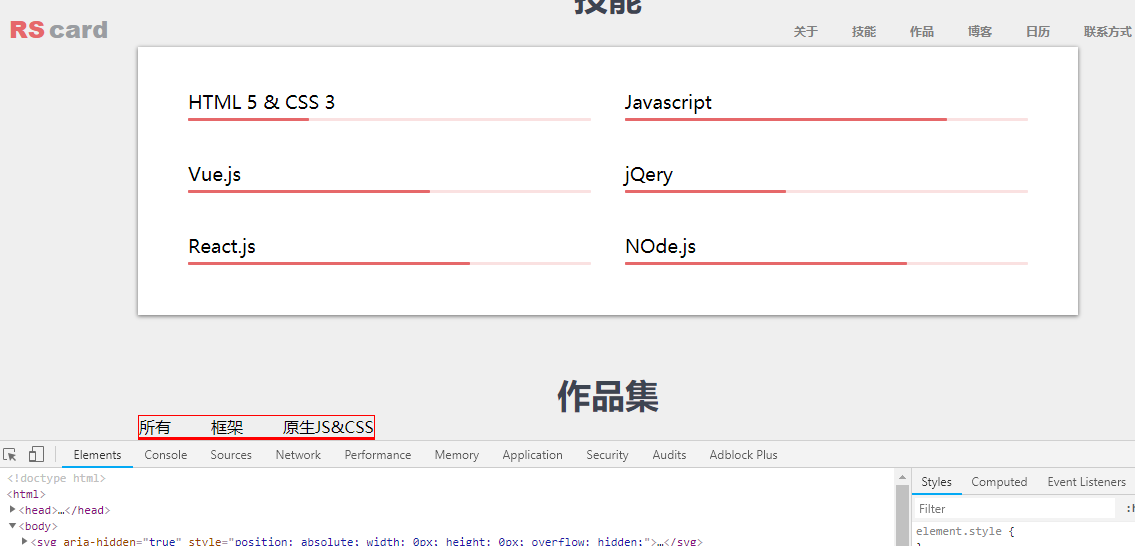 技能
RS card
关于 技能 作品 博客 日历 联系方式
HTML 5 & CSS 3 Javascript
Vue.js jQery
React.js NOde.js
作品集
所有 框架 原生JS&CSS
Elements Console Sources Network Performance Memory Application Security Audits Adblock Plus
<!doctype html>
<html>
<head>…</head>
<body>
<svg aria-hidden="true" style="position: absolute; width: 0px; height: 0px; overflow: hidden;">…</svg>
Styles Computed Event Listeners
Filter
element.style {